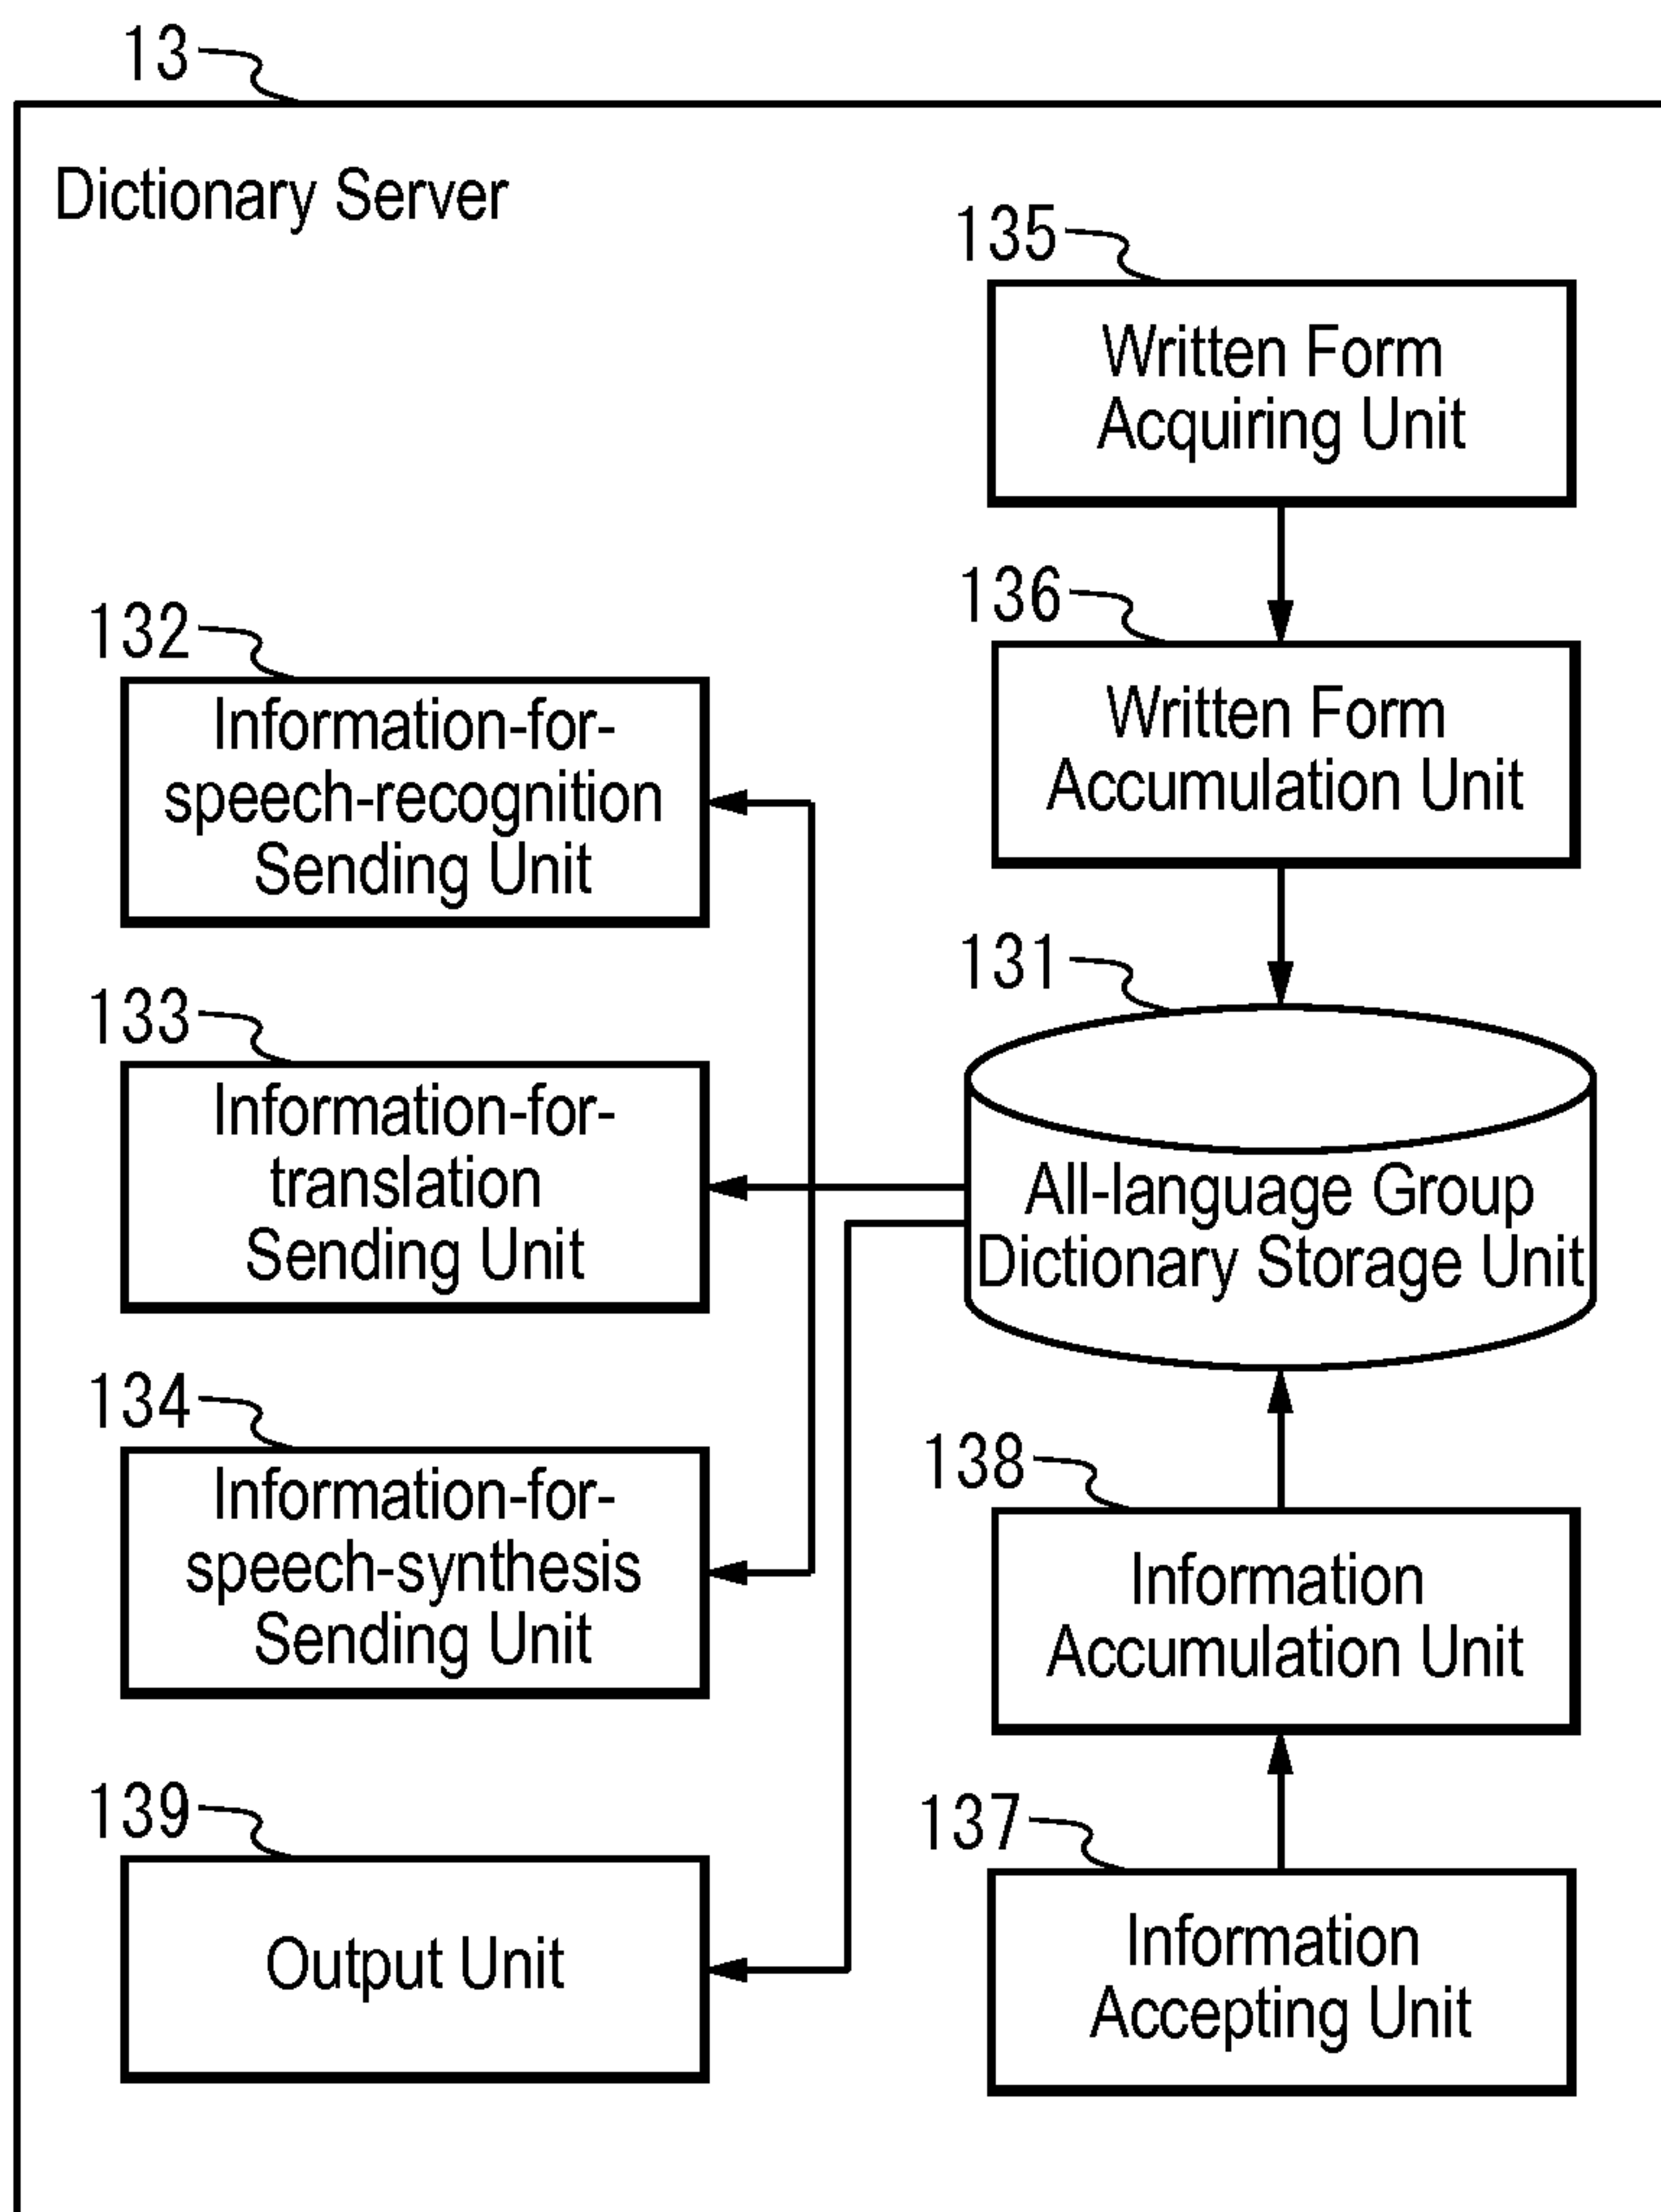 13
Dictionary Server
135
Written Form
Acquiring Unit
136
Written Form
Accumulation Unit
132
Information-for-
speech-recognition
Sending Unit
131
All-language Group
Dictionary Storage Unit
133
Information-for-
translation
Sending Unit
134
Information-for-
speech-synthesis
Sending Unit
138
Information
Accumulation Unit
139
Output Unit
137
Information
Accepting Unit